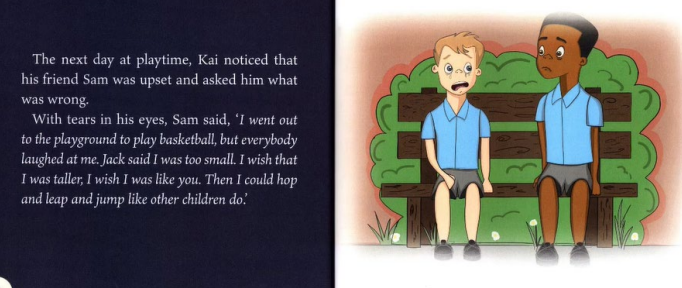 The next day at playtime, Kai noticed that
his friend Sam was upset and asked him what
was wrong.
With tears in his eyes, Sam said, ‘I went out
to the playground to play basketball, but everybody
laughed at me. Jack said I was too small. I wish that
I was taller, I wish I was like you. Then I could hop
and leap and jump like other children do.’